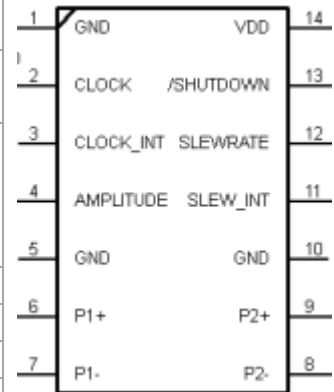 1 GND VDD 14
2 CLOCK /SHUTDOWN 13
3 CLOCK_INT SLEWRATE 12
4 AMPLITUDE SLEW_INT 11
5 GND GND 10
6 P1+ P2+ 9
7 P1- P2- 8